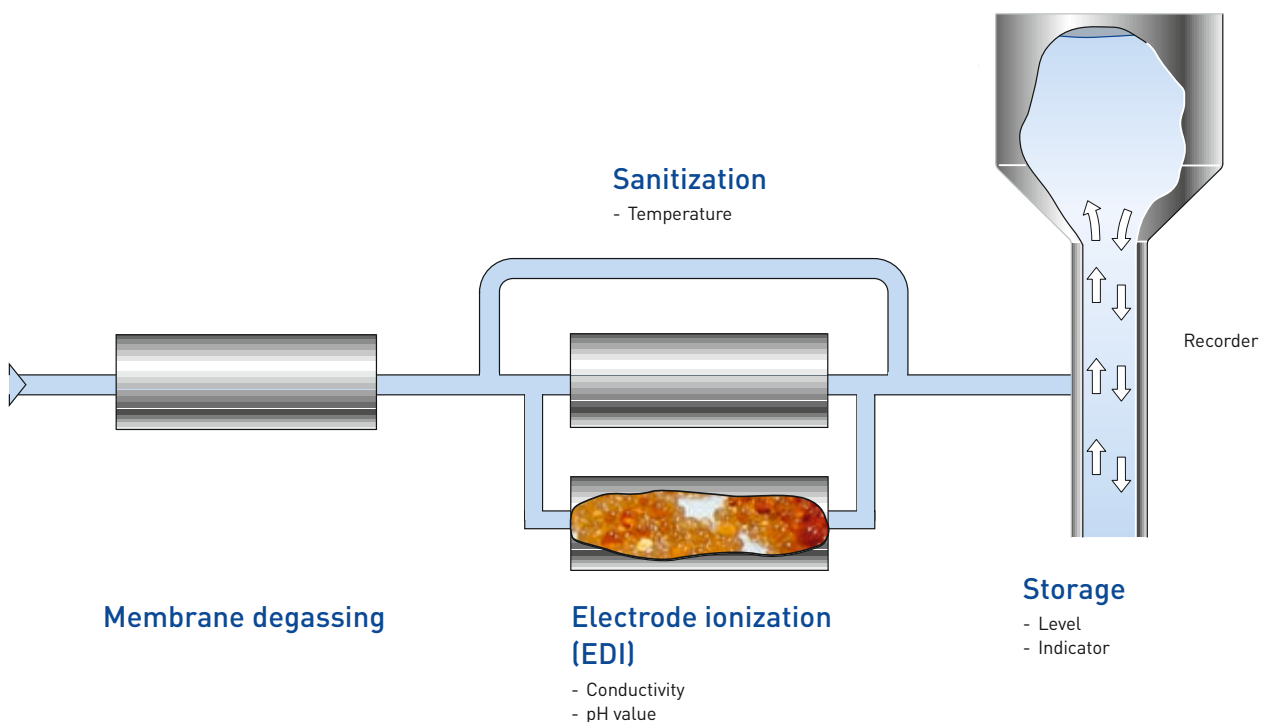 Sanitization
- Temperature
Recorder
Membrane degassing
Electrode ionization
(EDI)
- Conductivity
- pH value
Storage
- Level
- Indicator